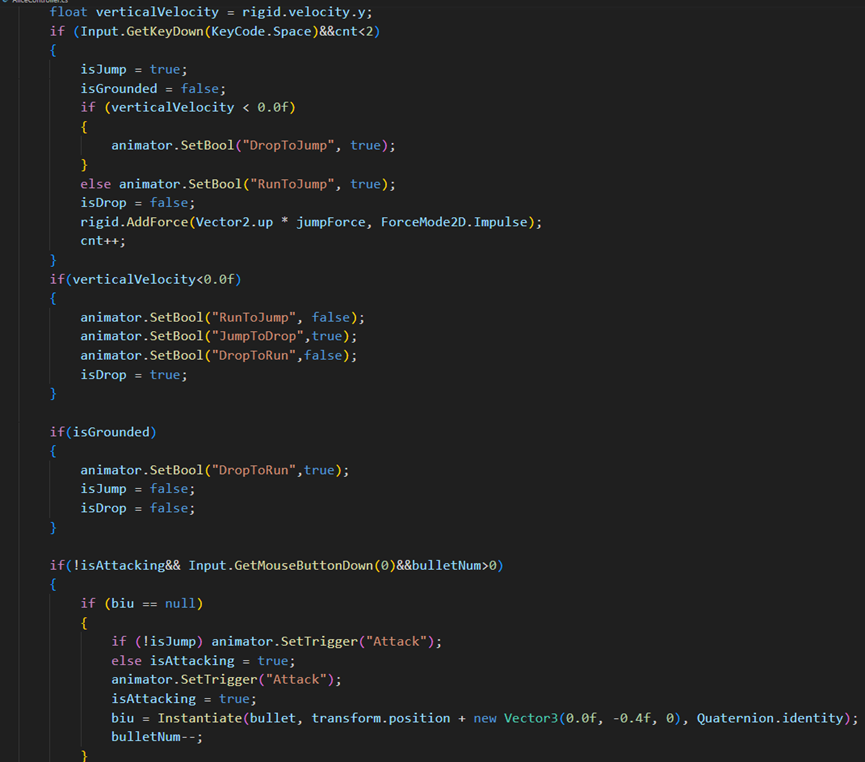 AliceController.cs
float verticalVelocity = rigid.velocity.y;
if (Input.GetKeyDown(KeyCode.Space)&&cnt<2)
{
    isJump = true;
    isGrounded = false;
    if (verticalVelocity < 0.0f)
    {
        animator.SetBool("DropToJump", true);
    }
    else animator.SetBool("RunToJump", true);
    isDrop = false;
    rigid.AddForce(Vector2.up * jumpForce, ForceMode2D.Impulse);
    cnt++;
}
if(verticalVelocity<0.0f)
{
    animator.SetBool("RunToJump", false);
    animator.SetBool("JumpToDrop",true);
    animator.SetBool("DropToRun",false);
    isDrop = true;
}
if(isGrounded)
{
    animator.SetBool("DropToRun",true);
    isJump = false;
    isDrop = false;
}
if(!isAttacking&& Input.GetMouseButtonDown(0)&&bulletNum>0)
{
    if (biu == null)
    {
        if (!isJump) animator.SetTrigger("Attack");
        else isAttacking = true;
        animator.SetTrigger("Attack");
        isAttacking = true;
        biu = Instantiate(bullet, transform.position + new Vector3(0.0f, -0.4f, 0), Quaternion.identity);
        bulletNum--;
    }